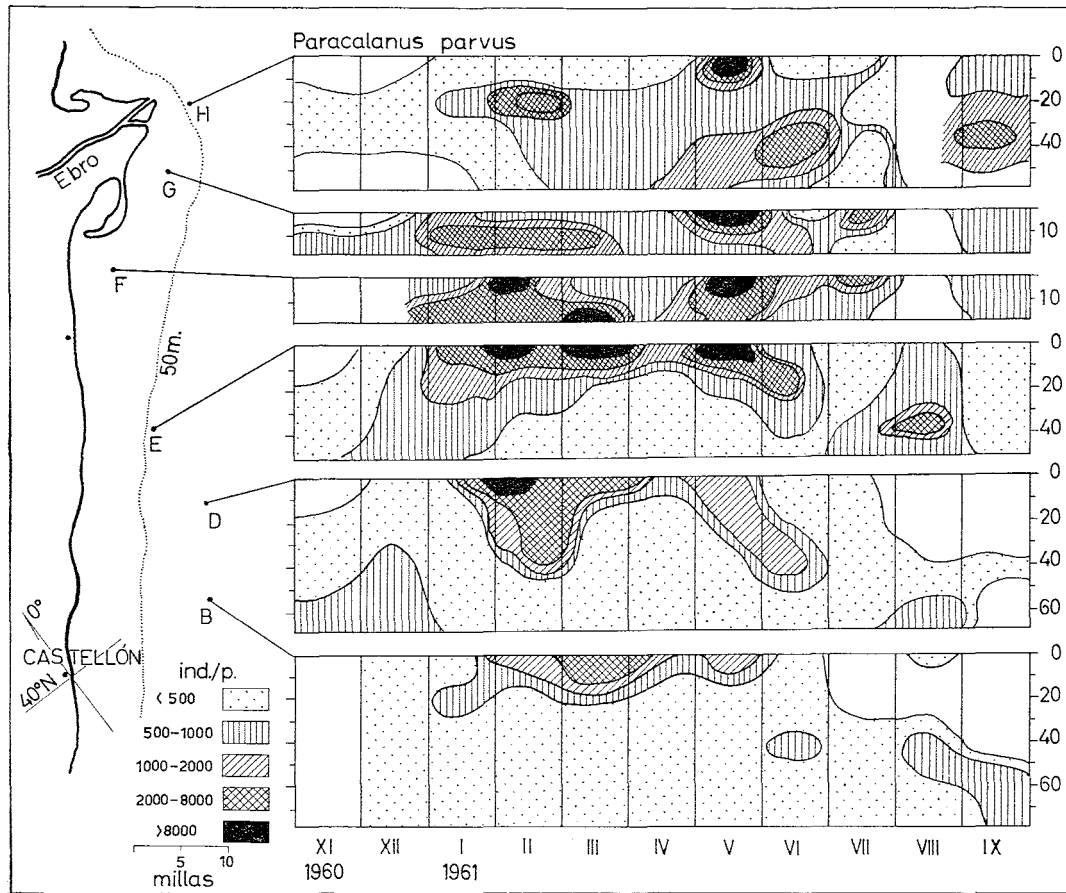 Paracalanus parvus
0
20
40
H
Ebro
G
10
F
10
50m.
0
20
40
E
0
20
40
60
D
B
0
20
40
60
0°
CASTELLÓN
40°N
ind./p.
< 500
500-1000
1000-2000
2000-8000
>8000
5 10
millas
XI XII I II III IV V VI VII VIII IX
1960 1961